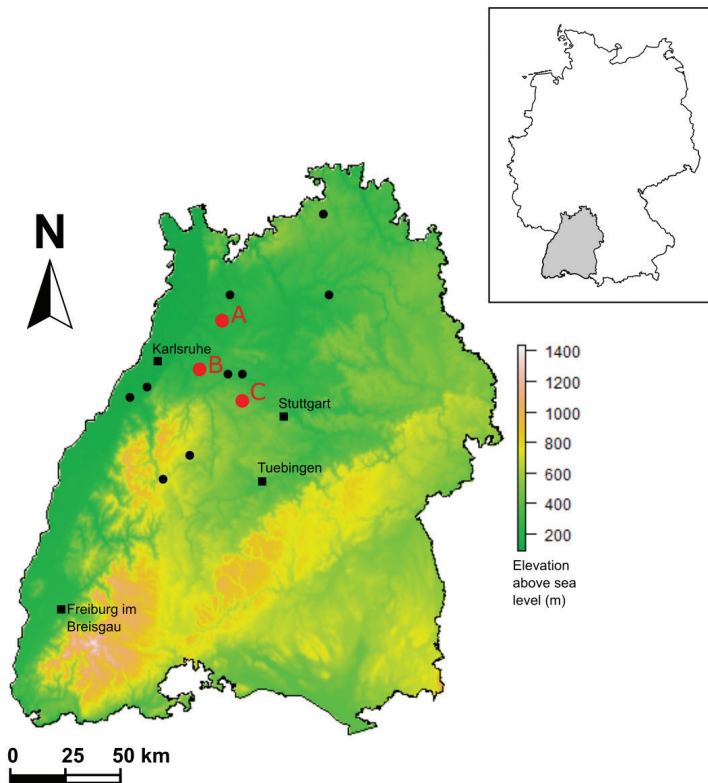 N
A
Karlsruhe
B
C
Stuttgart
Tuebingen
Freiburg im
Breisgau
1400
1200
1000
800
600
400
200
Elevation
above sea
level (m)
0 25 50 km